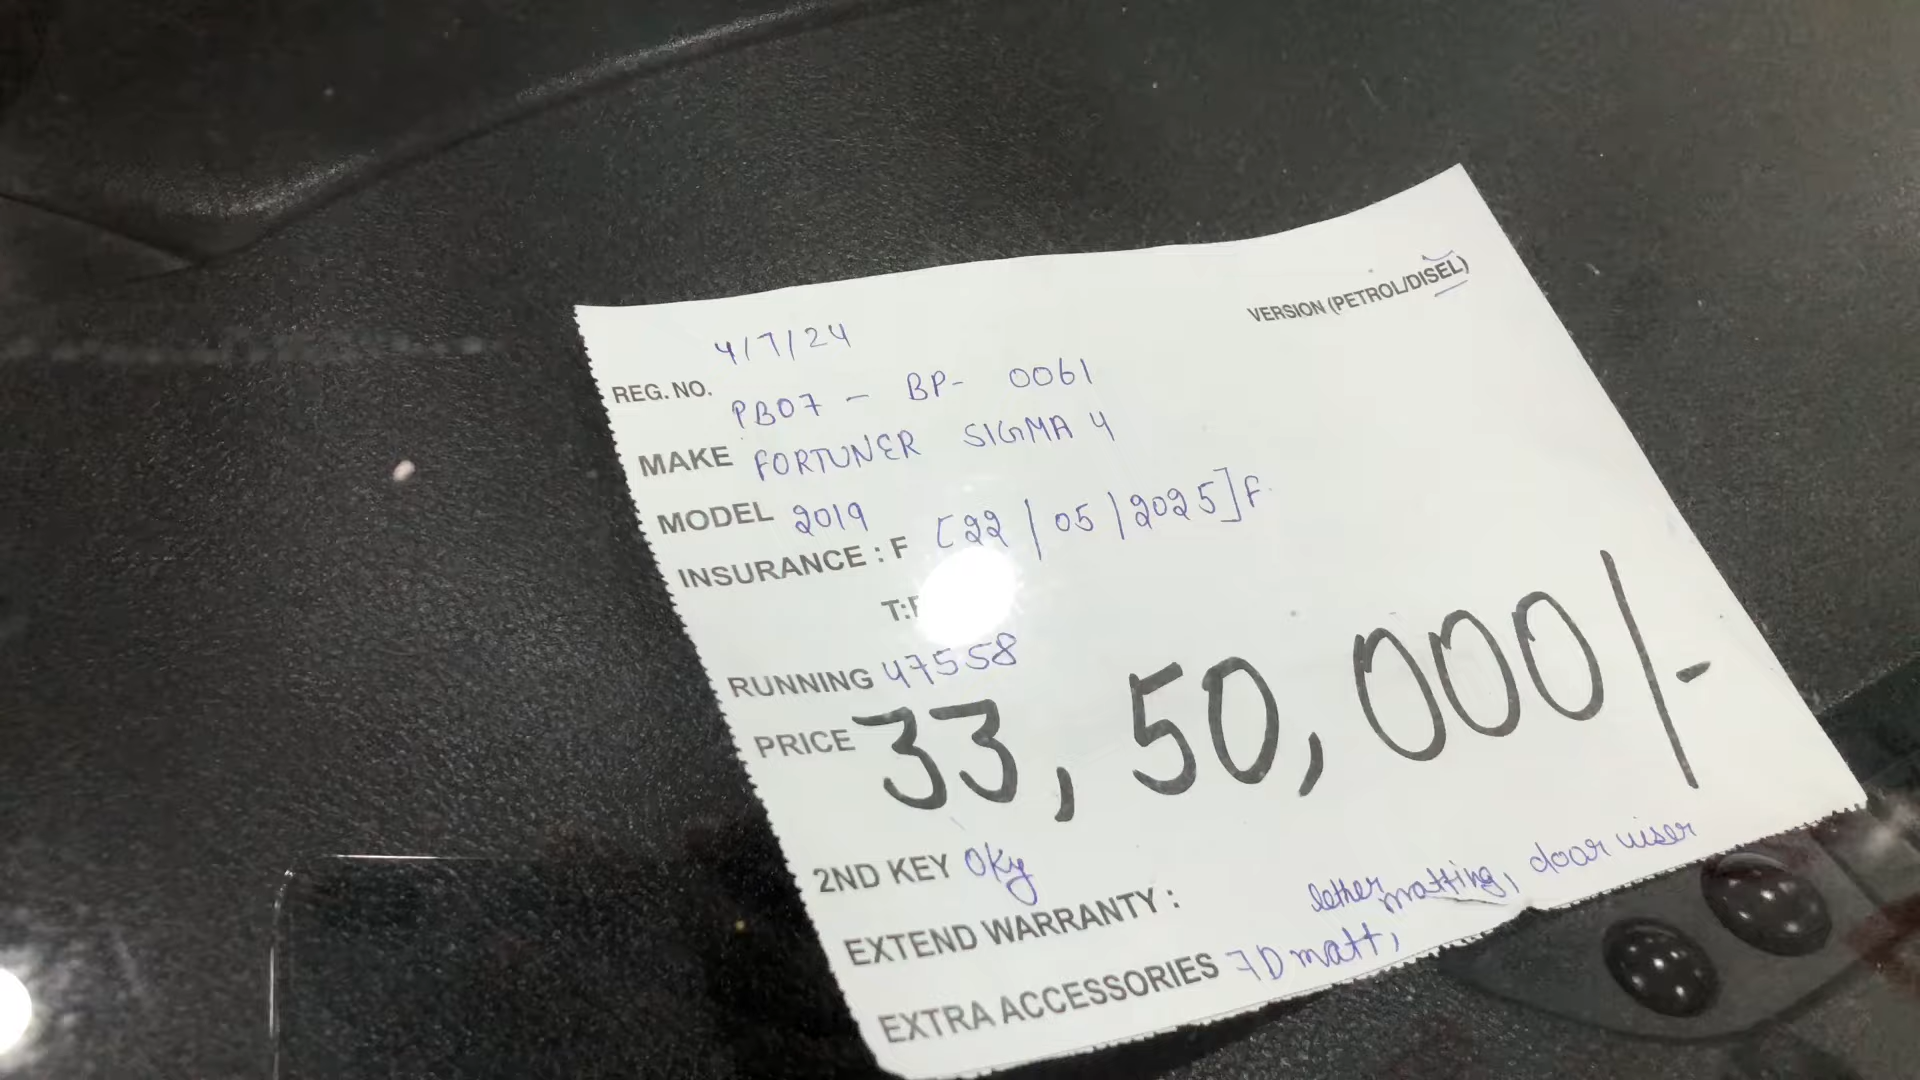 VERSION (PETROL/DISEL)
4/7/24
REG. NO. PB07 - BP- 0061
MAKE FORTUNER SIGMA 4
MODEL 2019
INSURANCE : F [22/05/2025]F
RUNNING 47558
PRICE 33,50,000/-
2ND KEY Oky
EXTEND WARRANTY :
lether matting, door viser
EXTRA ACCESSORIES 7D matt,